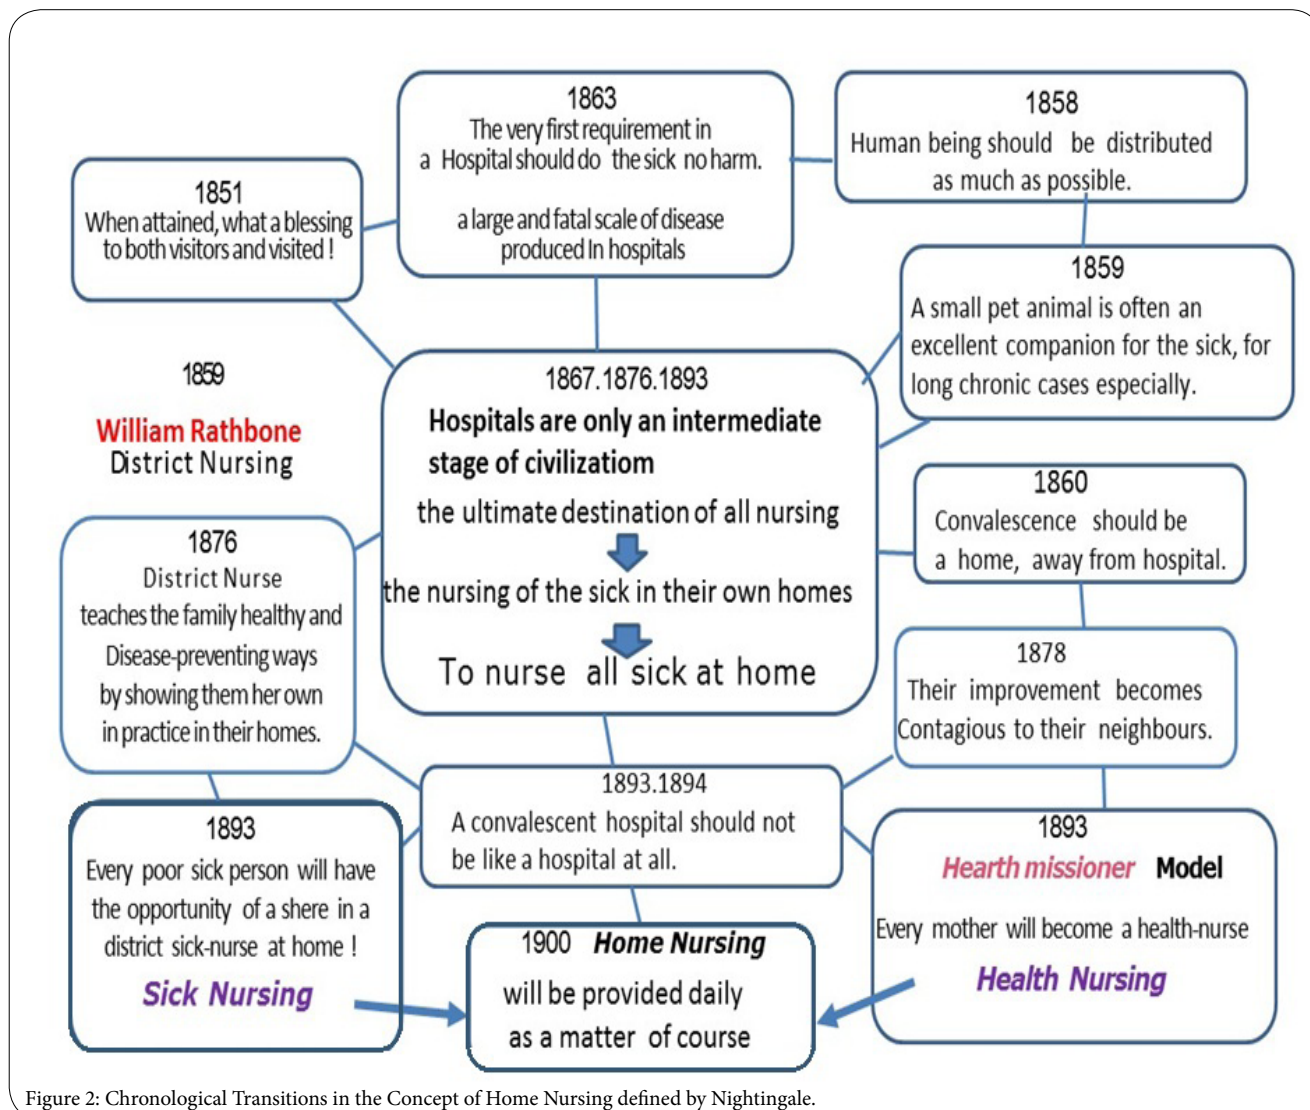 1863
The very first requirement in
a Hospital should do the sick no harm.
a large and fatal scale of disease
produced In hospitals
1858
Human being should be distributed
as much as possible.
1851
When attained, what a blessing
to both visitors and visited !
1859
A small pet animal is often an
excellent companion for the sick, for
long chronic cases especially.
1859
William Rathbone
District Nursing
1867.1876.1893
Hospitals are only an intermediate
stage of civilizatiom
the ultimate destination of all nursing
the nursing of the sick in their own homes
To nurse all sick at home
1860
Convalescence should be
a home, away from hospital.
1876
District Nurse
teaches the family healthy and
Disease-preventing ways
by showing them her own
in practice in their homes.
1878
Their improvement becomes
Contagious to their neighbours.
1893.1894
A convalescent hospital should not
be like a hospital at all.
1893
Every poor sick person will have
the opportunity of a shere in a
district sick-nurse at home !
Sick Nursing
1893
Hearth missioner Model
Every mother will become a health-nurse
Health Nursing
1900 Home Nursing
will be provided daily
as a matter of course
Figure 2: Chronological Transitions in the Concept of Home Nursing defined by Nightingale.